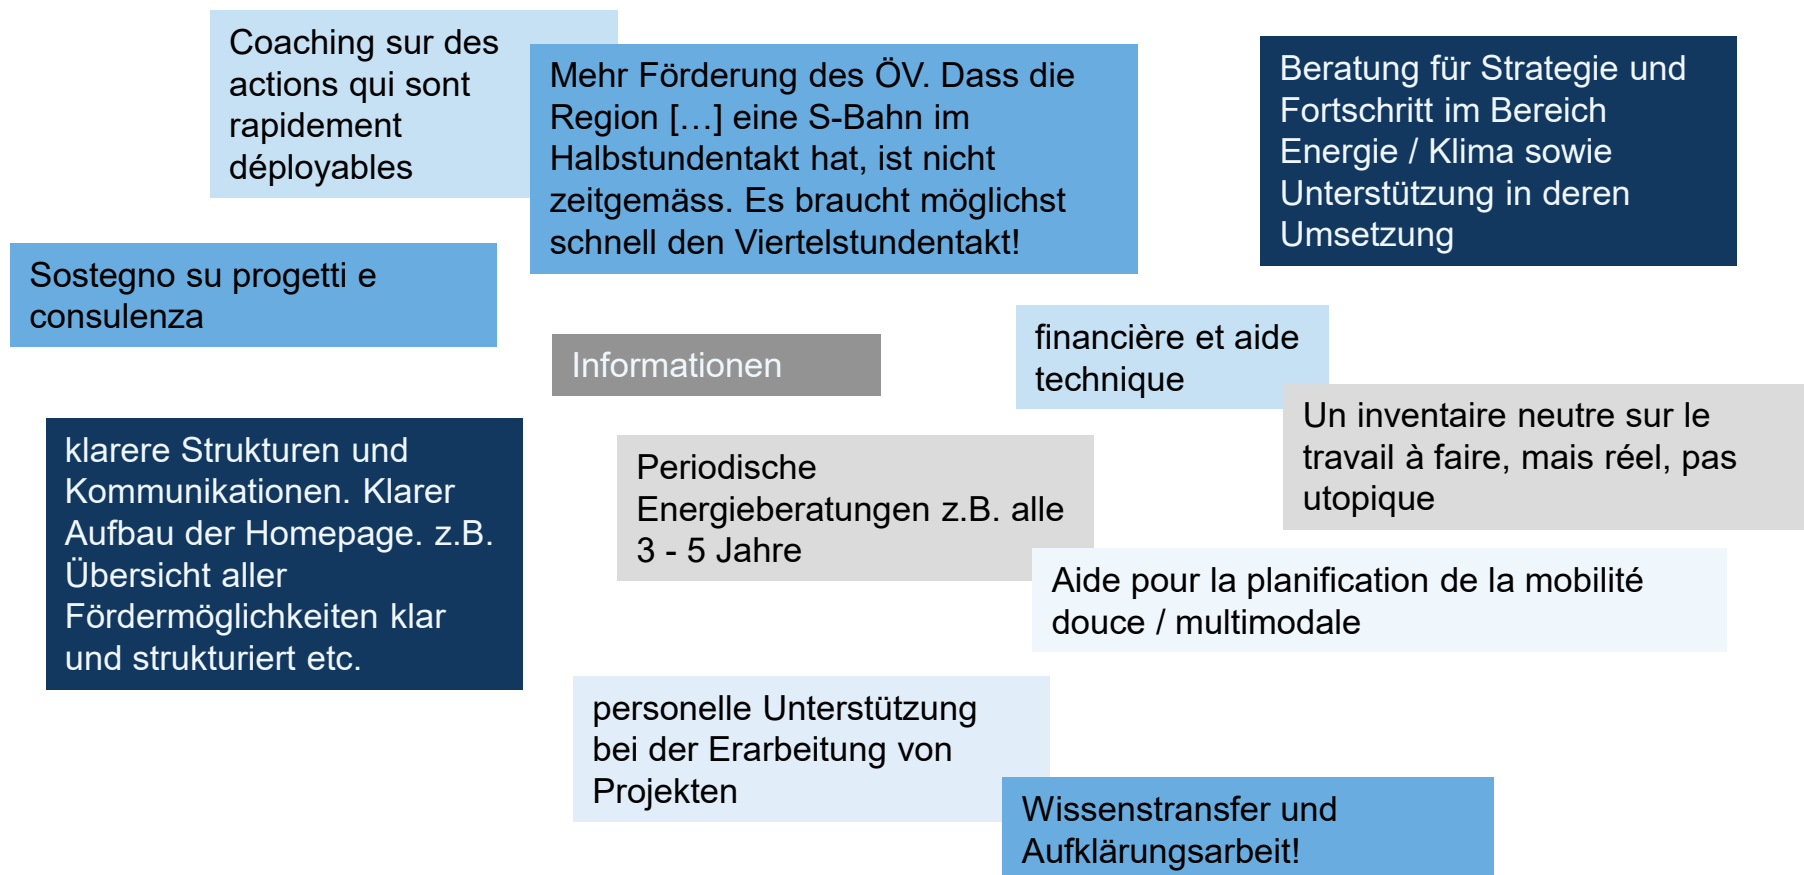 Coaching sur des
actions qui sont
rapidement
déployables
Mehr Förderung des ÖV. Dass die
Region […] eine S-Bahn im
Halbstundentakt hat, ist nicht
zeitgemäss. Es braucht möglichst
schnell den Viertelstundentakt!
Beratung für Strategie und
Fortschritt im Bereich
Energie / Klima sowie
Unterstützung in deren
Umsetzung
Sostegno su progetti e
consulenza
Informationen
financière et aide
technique
Un inventaire neutre sur le
travail à faire, mais réel, pas
utopique
klarere Strukturen und
Kommunikationen. Klarer
Aufbau der Homepage. z.B.
Übersicht aller
Fördermöglichkeiten klar
und strukturiert etc.
Periodische
Energieberatungen z.B. alle
3 - 5 Jahre
Aide pour la planification de la mobilité
douce / multimodale
personelle Unterstützung
bei der Erarbeitung von
Projekten
Wissenstransfer und
Aufklärungsarbeit!